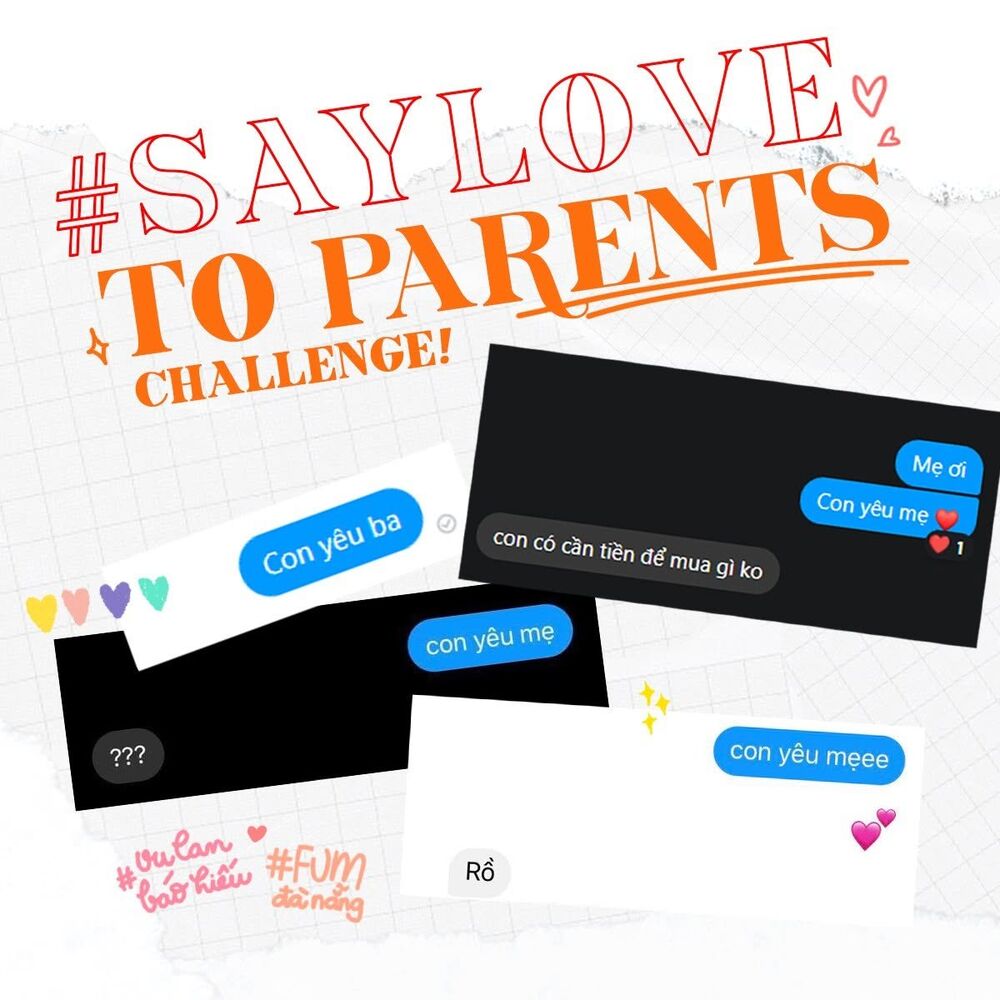 #SAYLOVE
TO PARENTS
CHALLENGE!
Mẹ ơi
Con yêu mẹ ❤️
❤️ 1
con có cần tiền để mua gì ko
Con yêu ba
con yêu mẹ
???
con yêu mẹee
💕
Rồ
#Vu lan
báo hiếu
#FUM
đà nẵng